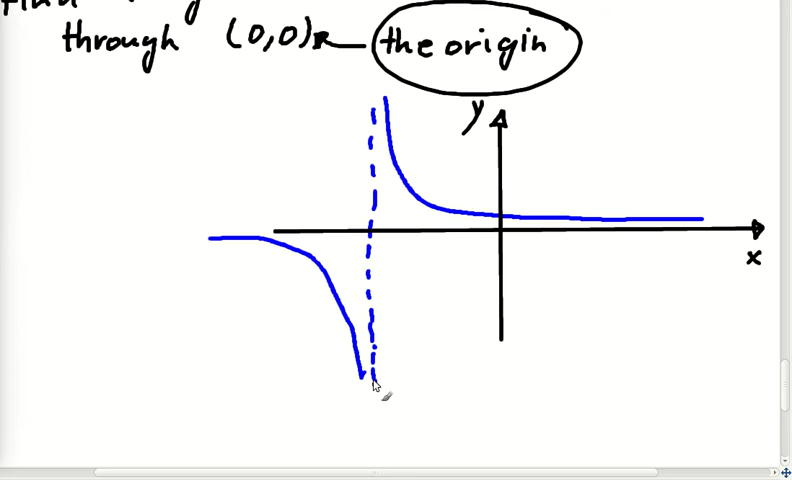 through (0,0) the origin
y
x